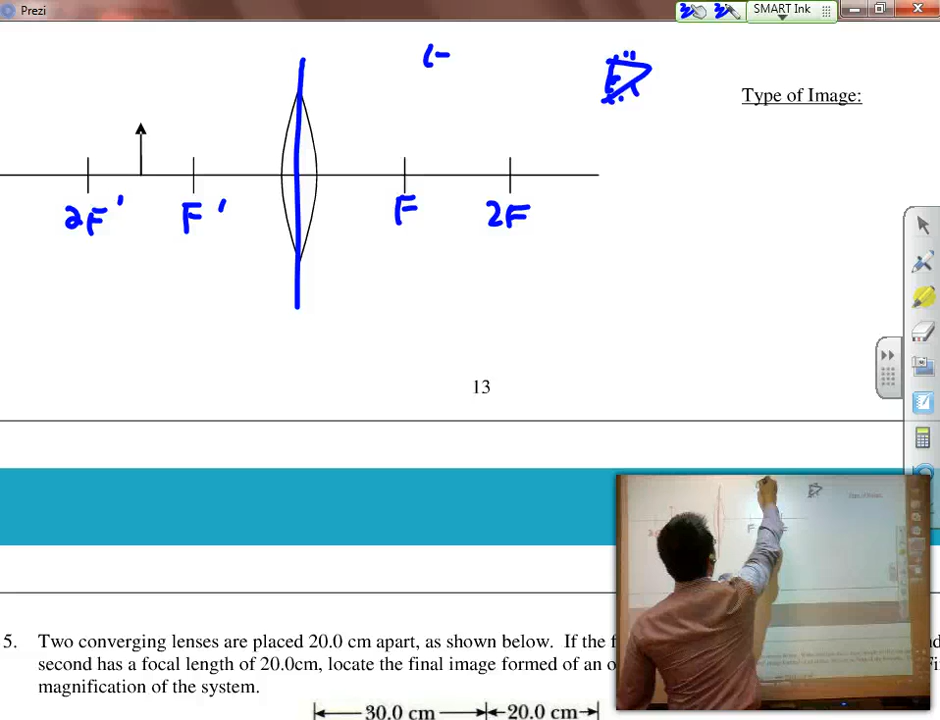 Prezi
SMART Ink
Type of Image:
2F' F' F 2F
13
5. Two converging lenses are placed 20.0 cm apart, as shown below. If the f
second has a focal length of 20.0cm, locate the final image formed of an o
magnification of the system.
30.0 cm 20.0 cm